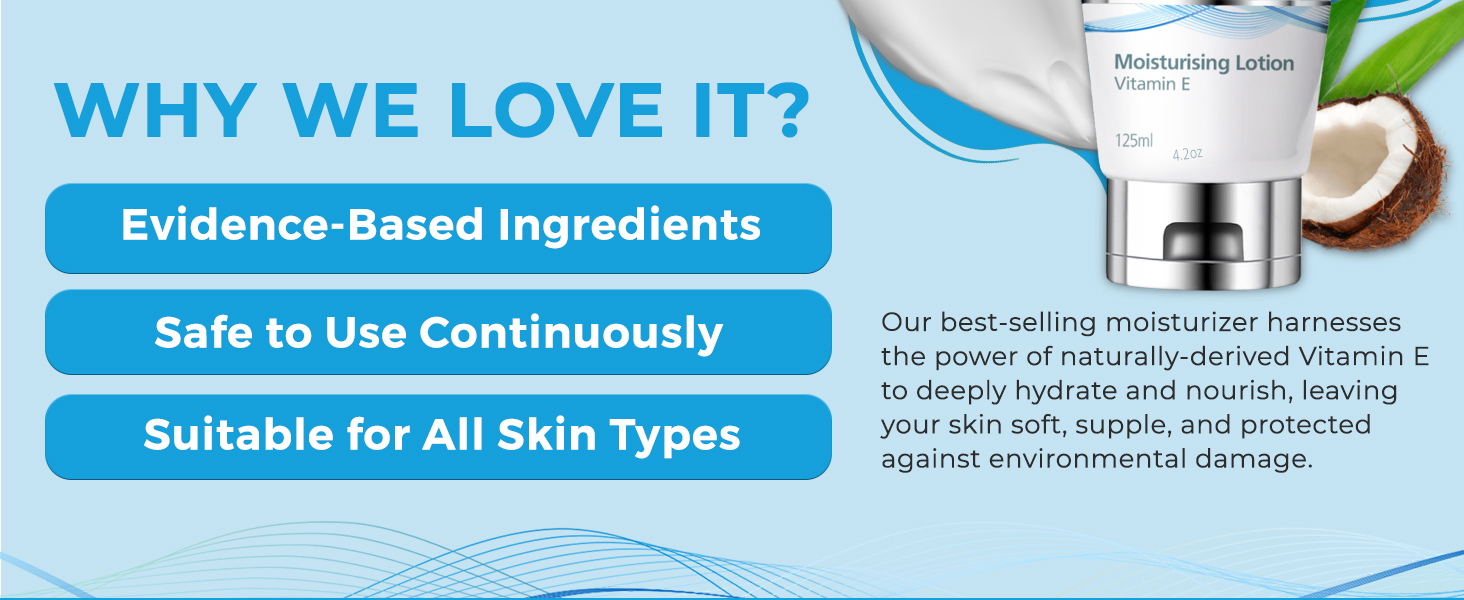 WHY WE LOVE IT?
Evidence-Based Ingredients
Safe to Use Continuously
Suitable for All Skin Types
Moisturising Lotion
Vitamin E
125ml
4.2oz
Our best-selling moisturizer harnesses
the power of naturally-derived Vitamin E
to deeply hydrate and nourish, leaving
your skin soft, supple, and protected
against environmental damage.